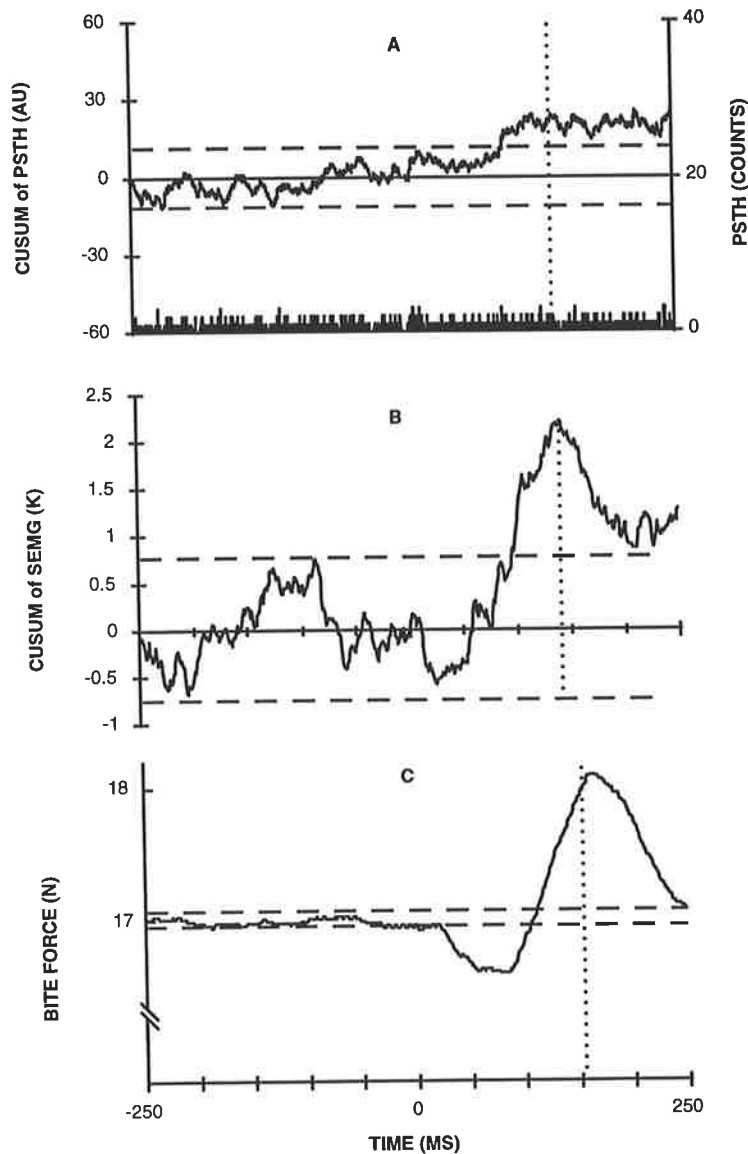 A
60
30
0
-30
-60
CUSUM of PSTH (AU)
40
20
0
PSTH (COUNTS)
B
2.5
2
1.5
1
0.5
0
-0.5
-1
CUSUM of SEMG (K)
C
18
17
BITE FORCE (N)
-250
0
250
TIME (MS)